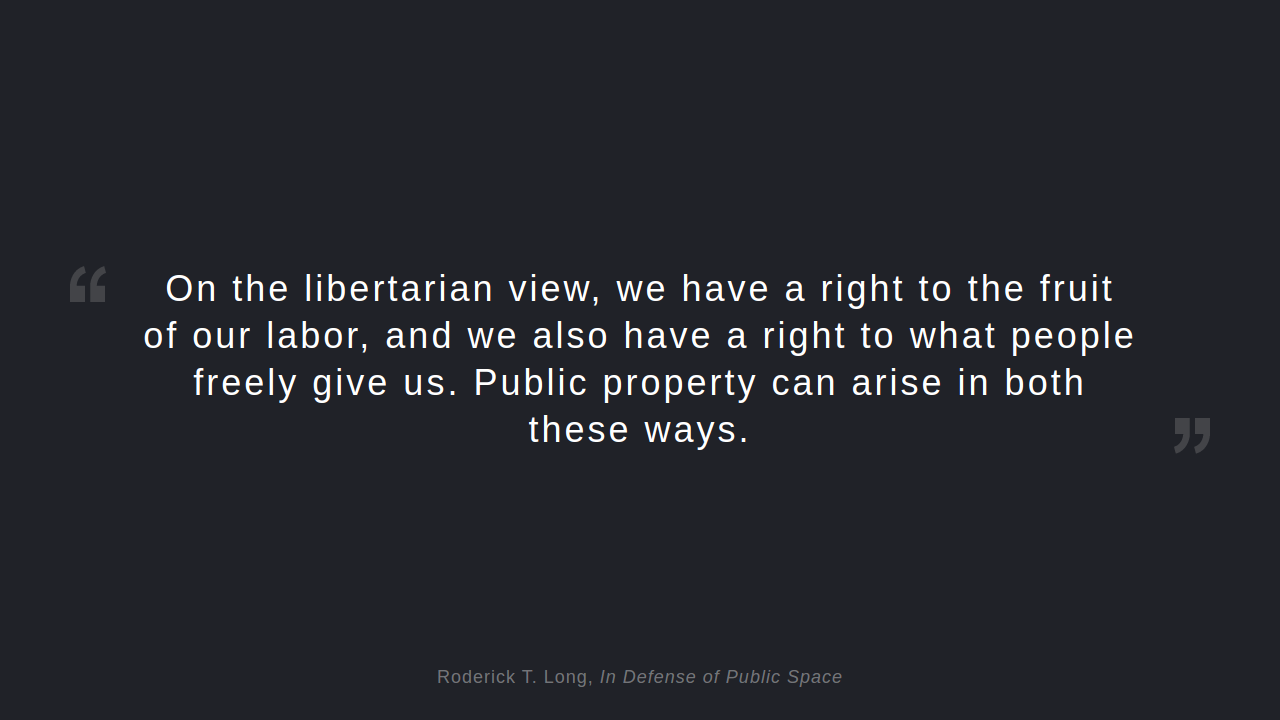 “ On the libertarian view, we have a right to the fruit
of our labor, and we also have a right to what people
freely give us. Public property can arise in both
these ways. ”
Roderick T. Long, In Defense of Public Space